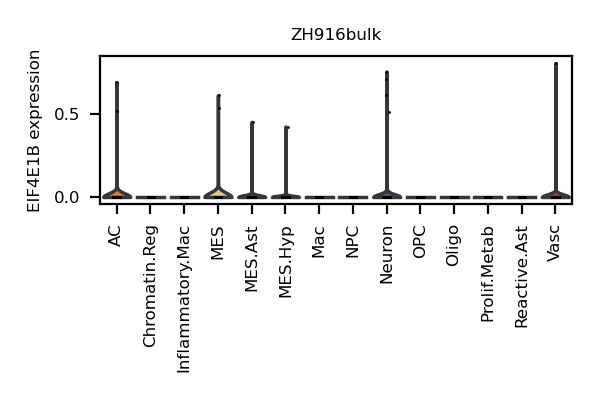 ZH916bulk
EIF4E1B expression
0.5
0.0
AC
Chromatin.Reg
Inflammatory.Mac
MES
MES.Ast
MES.Hyp
Mac
NPC
Neuron
OPC
Oligo
Prolif.Metab
Reactive.Ast
Vasc